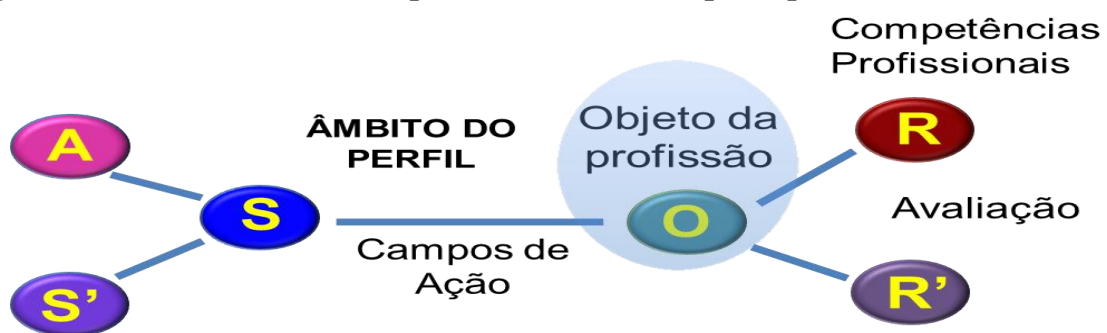 Competências
Profissionais
A
ÂMBITO DO
PERFIL
Objeto da
profissão
R
S
O
Avaliação
Campos de
Ação
S’
R’